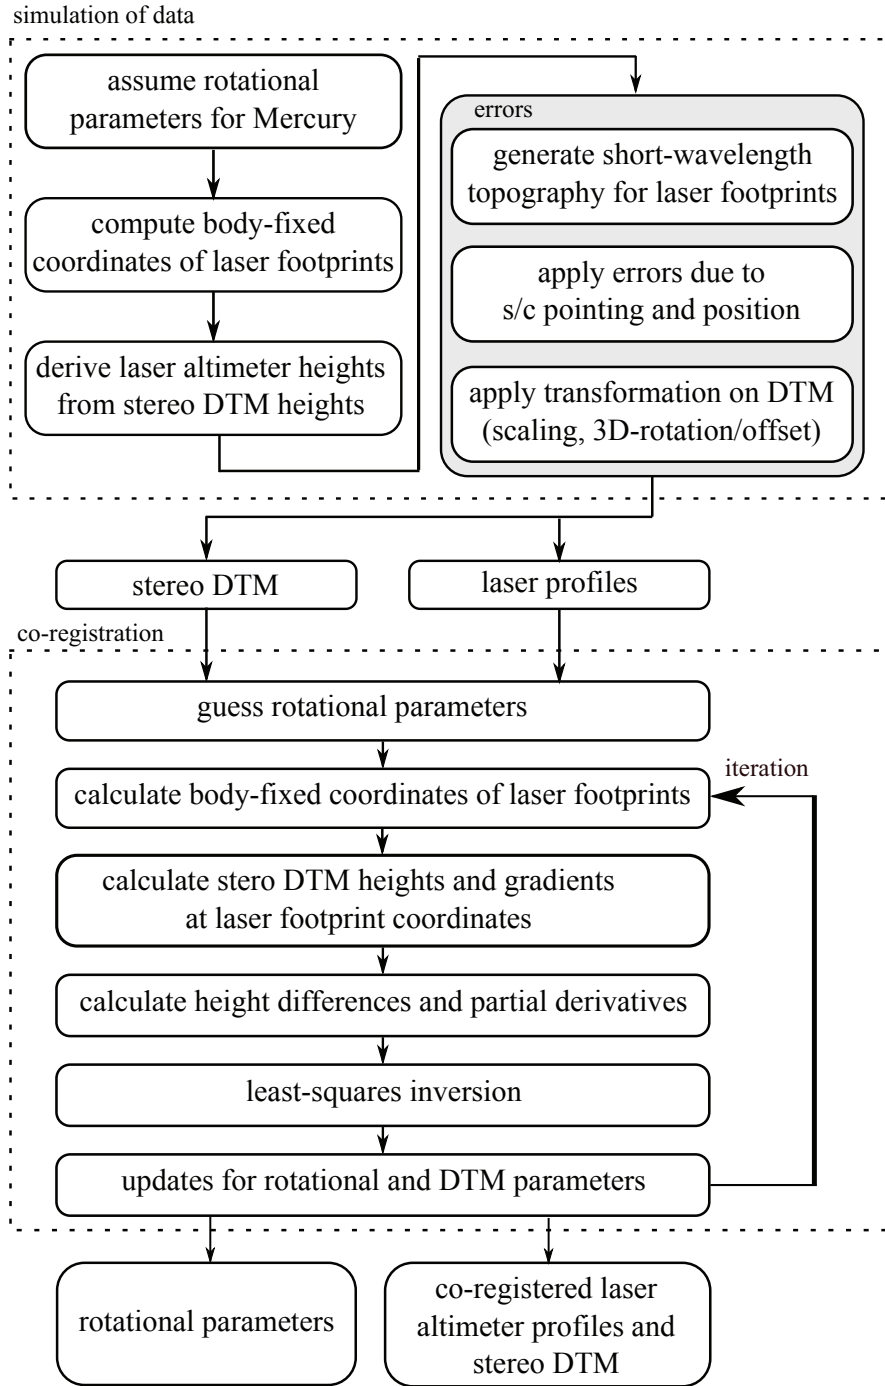 simulation of data
assume rotational
parameters for Mercury
compute body-fixed
coordinates of laser footprints
derive laser altimeter heights
from stereo DTM heights
errors
generate short-wavelength
topography for laser footprints
apply errors due to
s/c pointing and position
apply transformation on DTM
(scaling, 3D-rotation/offset)
stereo DTM
laser profiles
co-registration
guess rotational parameters
iteration
calculate body-fixed coordinates of laser footprints
calculate stero DTM heights and gradients
at laser footprint coordinates
calculate height differences and partial derivatives
least-squares inversion
updates for rotational and DTM parameters
rotational parameters
co-registered laser
altimeter profiles and
stereo DTM